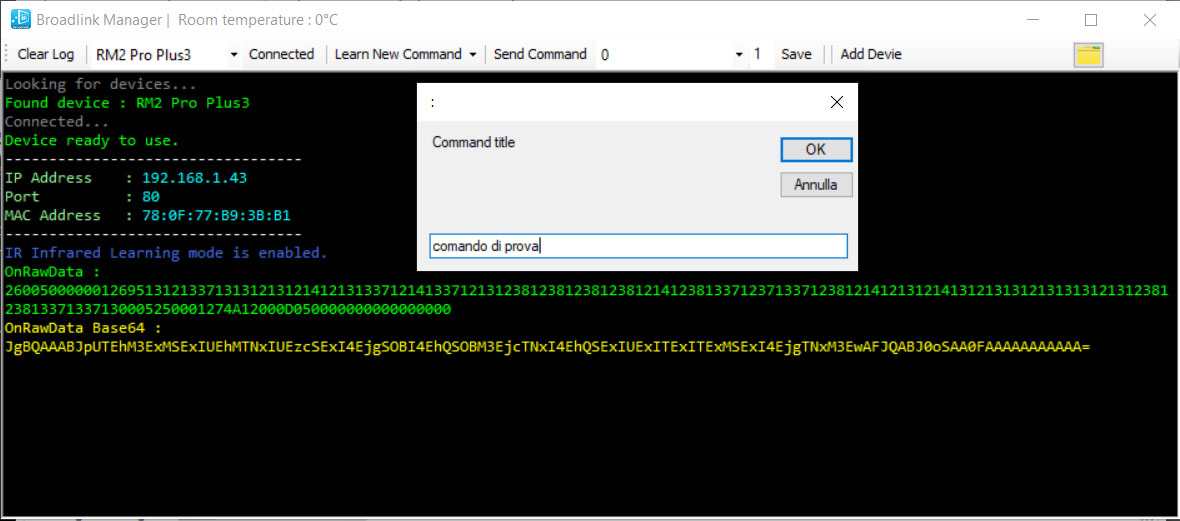 Broadlink Manager | Room temperature : 0°C
Clear Log RM2 Pro Plus3 Connected Learn New Command Send Command 0 1 Save Add Devie
Looking for devices...
Found device : RM2 Pro Plus3
Connected...
Device ready to use.
----------------------------------
IP Address : 192.168.1.43
Port : 80
MAC Address : 78:0F:77:B9:3B:B1
----------------------------------
IR Infrared Learning mode is enabled.
OnRawData :
2600500000012695131213371313121312141213133712141337121312381238123812381214123813371237133712381214121312141312131312131313121312381
23813371337130005250001274A12000D050000000000000000
OnRawData Base64 :
JgBQAAABJpUTEhM3ExMSExIUEhMTNxIUEzcSExI4EjgSOBI4EhQSOBM3EjcTNxI4EhQSExIUExITExITExMSExI4EjgTNxM3EwAFJQABJ0oSAA0FAAAAAAAAAAA=
:
Command title
OK
Annulla
comando di prova